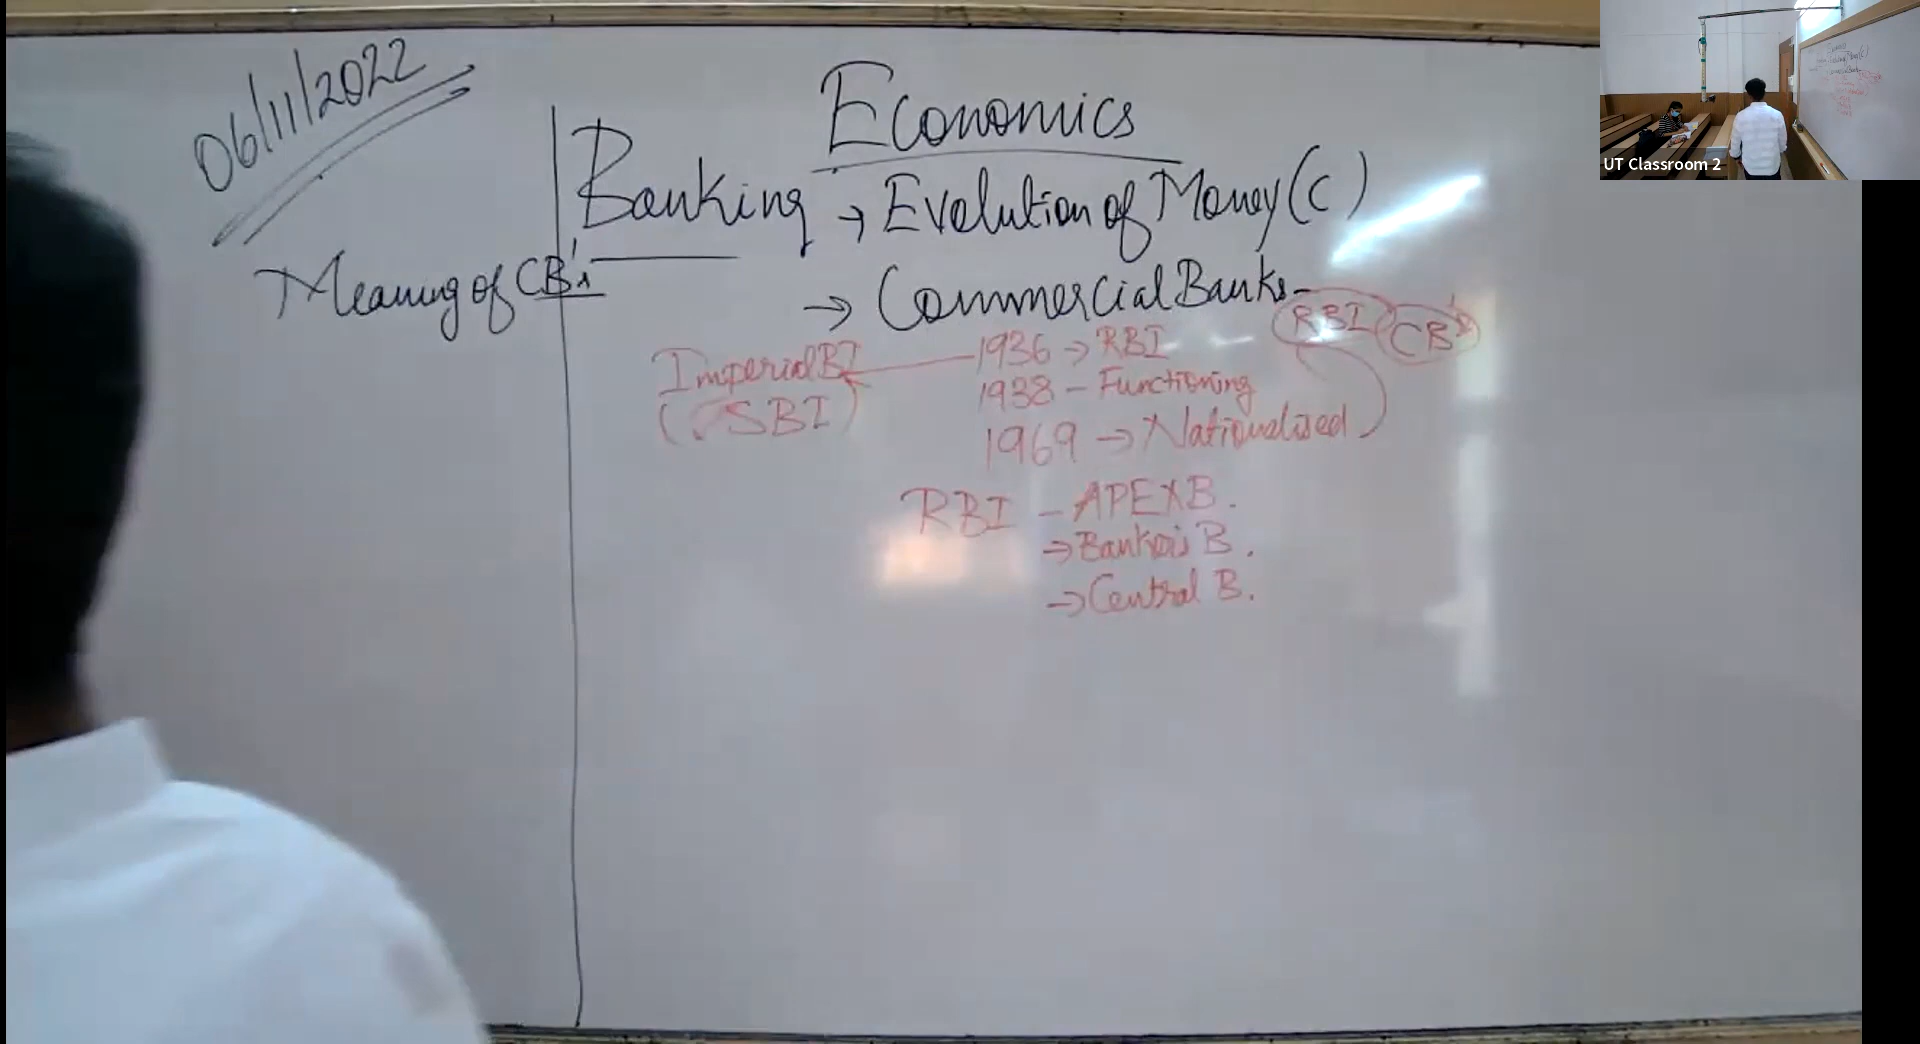 06/11/2022
Economics
Banking → Evolution of Money (C)
→ Commercial Banks -
RBI CB's
Meaning of CB's
Imperial BI
(SBI)
1936 → RBI
1938 - Functioning
1969 → Nationalised
RBI - APEX B.
→ Banker's B.
→ Central B.
UT Classroom 2